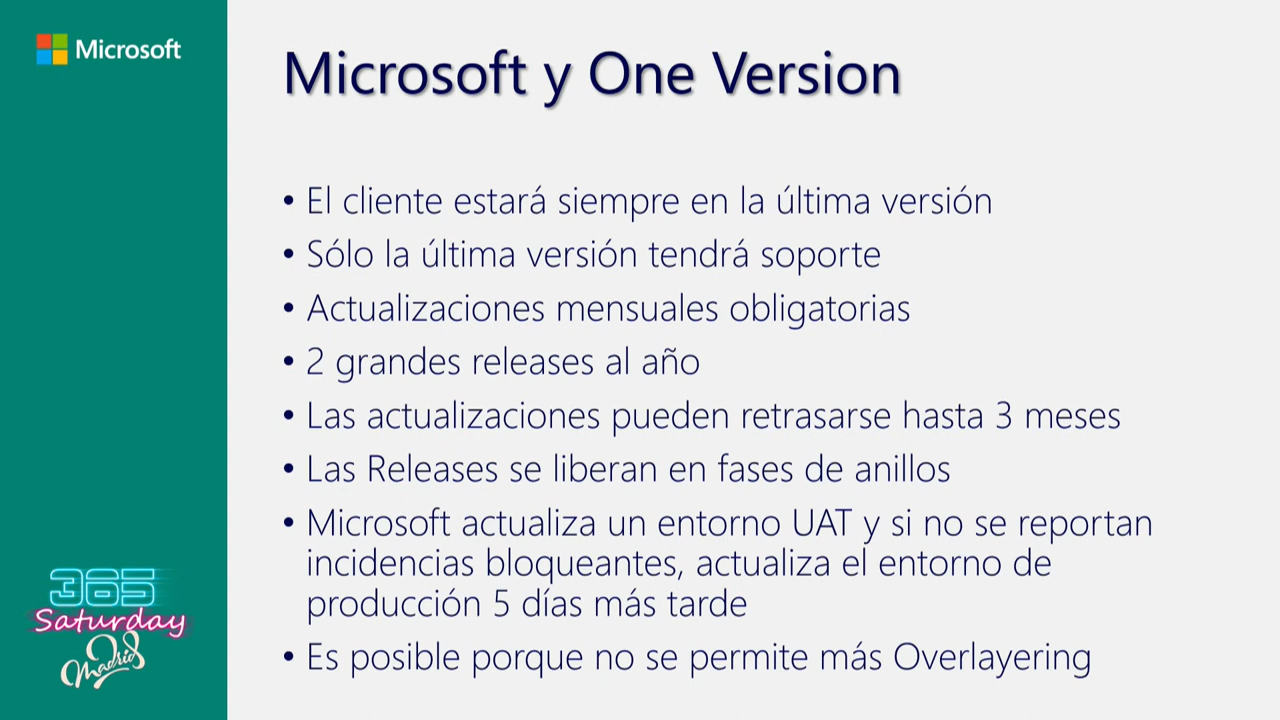 Microsoft
Microsoft y One Version
• El cliente estará siempre en la última versión
• Sólo la última versión tendrá soporte
• Actualizaciones mensuales obligatorias
• 2 grandes releases al año
• Las actualizaciones pueden retrasarse hasta 3 meses
• Las Releases se liberan en fases de anillos
• Microsoft actualiza un entorno UAT y si no se reportan
incidencias bloqueantes, actualiza el entorno de
producción 5 días más tarde
• Es posible porque no se permite más Overlayering
365
Saturday
Madrid